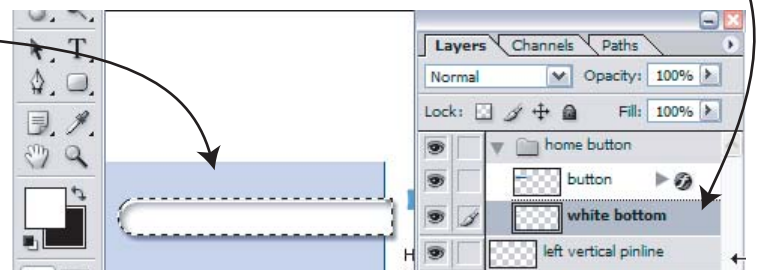 T
Layers Channels Paths
Normal Opacity: 100%
Lock: Fill: 100%
home button
button
white bottom
left vertical pinline
H